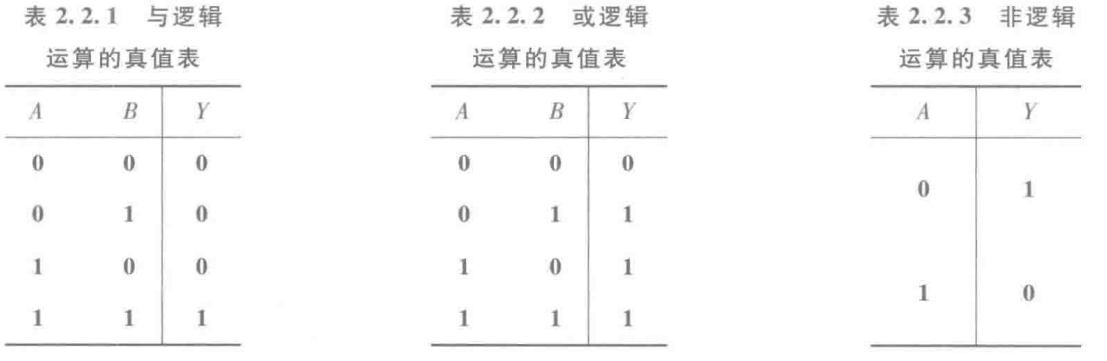 表 2.2.1 与逻辑
运算的真值表
A B Y
0 0 0
0 1 0
1 0 0
1 1 1
表 2.2.2 或逻辑
运算的真值表
A B Y
0 0 0
0 1 1
1 0 1
1 1 1
表 2.2.3 非逻辑
运算的真值表
A Y
0 1
1 0